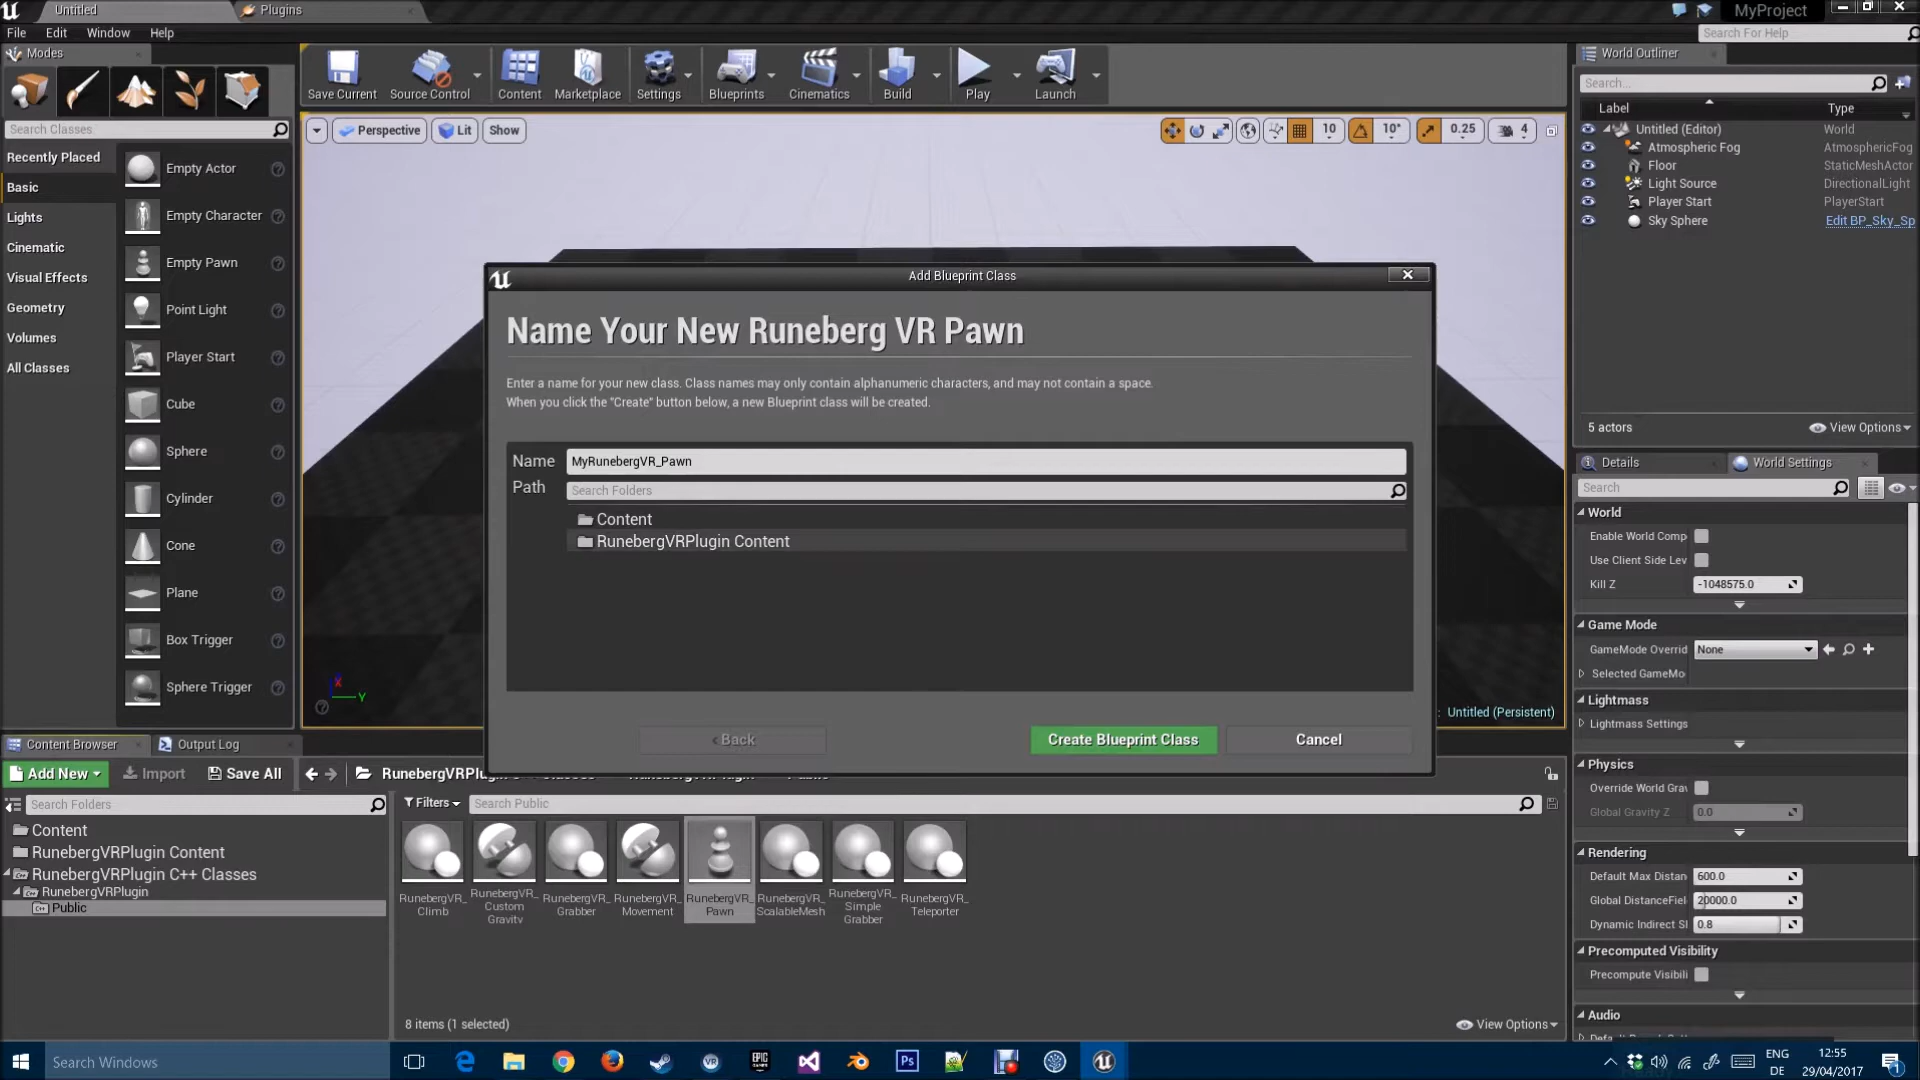 Untitled
Plugins
MyProject
File Edit Window Help
Search For Help
Modes
Save Current
Source Control
Content
Marketplace
Settings
Blueprints
Cinematics
Build
Play
Launch
Search Classes
Recently Placed
Basic
Lights
Cinematic
Visual Effects
Geometry
Volumes
All Classes
Empty Actor
Empty Character
Empty Pawn
Point Light
Player Start
Cube
Sphere
Cylinder
Cone
Plane
Box Trigger
Sphere Trigger
Perspective
Lit
Show
10
10°
0.25
4
X
Y
Untitled (Persistent)
World Outliner
Search...
Label Type
Untitled (Editor) World
Atmospheric Fog AtmosphericFog
Floor StaticMeshActor
Light Source DirectionalLight
Player Start PlayerStart
Sky Sphere Edit BP_Sky_Sp
5 actors
View Options
Add Blueprint Class
Name Your New Runeberg VR Pawn
Enter a name for your new class. Class names may only contain alphanumeric characters, and may not contain a space.
When you click the "Create" button below, a new Blueprint class will be created.
Name MyRunebergVR_Pawn
Path Search Folders
Content
RunebergVRPlugin Content
Back
Create Blueprint Class
Cancel
Details
World Settings
Search
World
Enable World Comp
Use Client Side Lev
Kill Z -1048575.0
Game Mode
GameMode Overrid None
Selected GameMo
Lightmass
Lightmass Settings
Physics
Override World Grav
Global Gravity Z 0.0
Rendering
Default Max Distan 600.0
Global DistanceFiel 20000.0
Dynamic Indirect S 0.8
Precomputed Visibility
Precompute Visibili
Audio
Content Browser
Output Log
Add New
Import
Save All
RunebergVRPlugin
Search Folders
Filters
Search Public
Content
RunebergVRPlugin Content
RunebergVRPlugin C++ Classes
RunebergVRPlugin
Public
RunebergVR_
Climb
RunebergVR_
Custom
Gravity
RunebergVR_
Grabber
RunebergVR_
Movement
RunebergVR_
Pawn
RunebergVR_
ScalableMesh
RunebergVR_
Simple
Grabber
RunebergVR_
Teleporter
8 items (1 selected)
View Options
Search Windows
VR
EPIC
GAMES
Ps
ENG
DE
12:55
29/04/2017
1